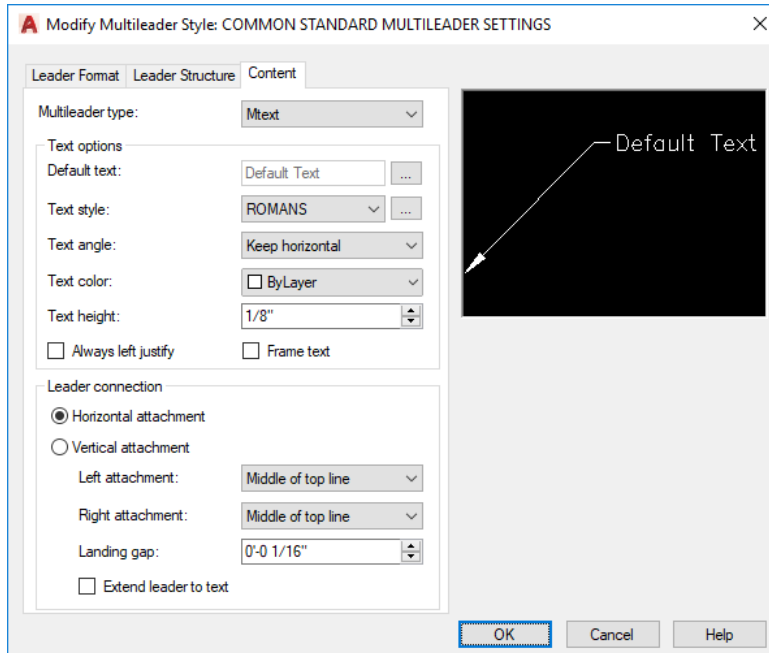 Modify Multileader Style: COMMON STANDARD MULTILEADER SETTINGS
Leader Format Leader Structure Content
Multileader type: Mtext
Text options
Default text: Default Text ...
Text style: ROMANS ...
Text angle: Keep horizontal
Text color: ByLayer
Text height: 1/8"
Always left justify Frame text
Leader connection
Horizontal attachment
Vertical attachment
Left attachment: Middle of top line
Right attachment: Middle of top line
Landing gap: 0'-0 1/16"
Extend leader to text
Default Text
OK Cancel Help